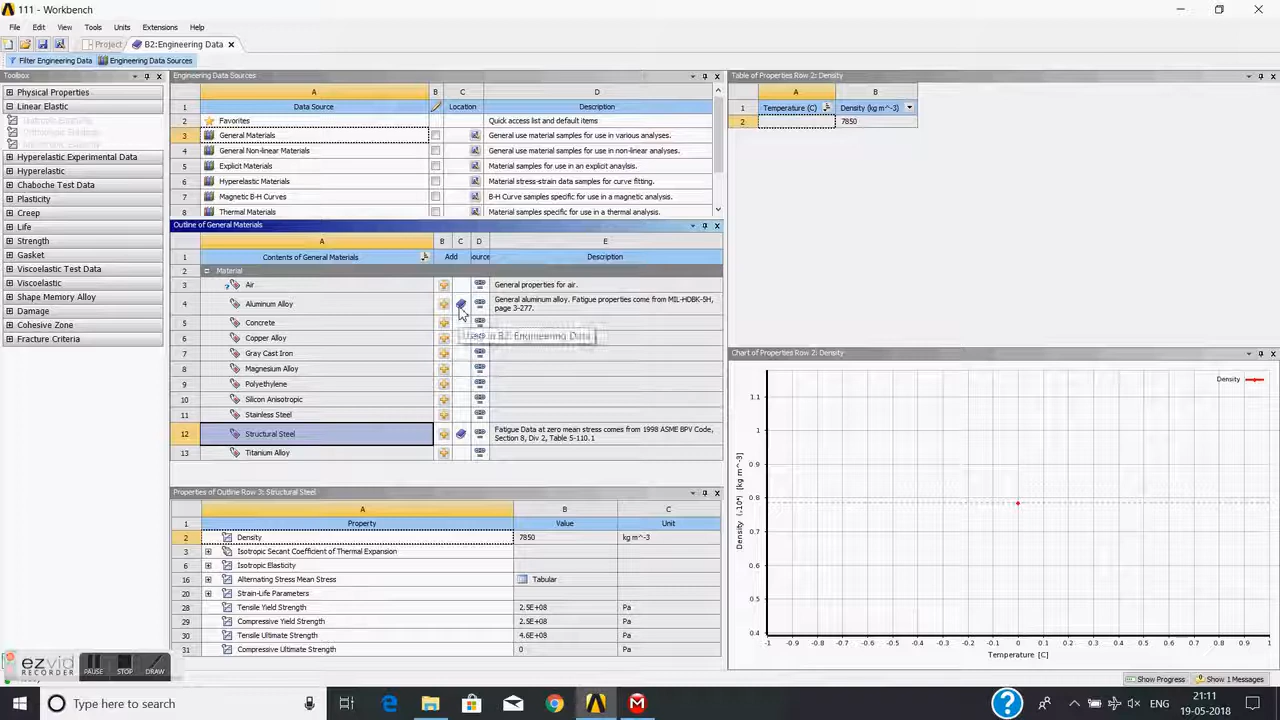 111 - Workbench
File Edit View Tools Units Extensions Help
Project B2:Engineering Data
Filter Engineering Data Engineering Data Sources
Toolbox
Physical Properties
Linear Elastic
Hyperelastic Experimental Data
Hyperelastic
Chaboche Test Data
Plasticity
Creep
Life
Strength
Gasket
Viscoelastic Test Data
Viscoelastic
Shape Memory Alloy
Damage
Cohesive Zone
Fracture Criteria
Engineering Data Sources
A B C D
1 Data Source Location Description
2 Favorites Quick access list and default items
3 General Materials General use material samples for use in various analyses.
4 General Non-linear Materials General use material samples for use in non-linear analyses.
5 Explicit Materials Material samples for use in an explicit anaylsis.
6 Hyperelastic Materials Material stress-strain data samples for curve fitting.
7 Magnetic B-H Curves B-H Curve samples specific for use in a magnetic analysis.
8 Thermal Materials Material samples specific for use in a thermal analysis.
Outline of General Materials
A B C D E
1 Contents of General Materials Add ource Description
2 Material
3 Air General properties for air.
4 Aluminum Alloy General aluminum alloy. Fatigue properties come from MIL-HDBK-5H,
page 3-277.
5 Concrete
6 Copper Alloy
7 Gray Cast Iron
8 Magnesium Alloy
9 Polyethylene
10 Silicon Anisotropic
11 Stainless Steel
12 Structural Steel Fatigue Data at zero mean stress comes from 1998 ASME BPV Code,
Section 8, Div 2, Table 5-110.1
13 Titanium Alloy
Properties of Outline Row 3: Structural Steel
A B C
1 Property Value Unit
2 Density 7850 kg m^-3
3 Isotropic Secant Coefficient of Thermal Expansion
6 Isotropic Elasticity
16 Alternating Stress Mean Stress Tabular
20 Strain-Life Parameters
28 Tensile Yield Strength 2.5E+08 Pa
29 Compressive Yield Strength 2.5E+08 Pa
30 Tensile Ultimate Strength 4.6E+08 Pa
31 Compressive Ultimate Strength 0 Pa
Table of Properties Row 2: Density
A B
1 Temperature (C) Density (kg m^-3)
2 7850
Chart of Properties Row 2: Density
Density
1.1
1
0.9
0.8
0.7
0.6
0.5
0.4
Density (.10⁴) [kg m^-3]
-1 -0.9 -0.8 -0.7 -0.6 -0.5 -0.4 -0.3 -0.2 -0.1 0 0.1 0.2 0.3 0.4 0.5 0.6 0.7 0.8 0.9 1
Temperature [C]
ezvid
RECORDER
PAUSE STOP DRAW
Show Progress Show 1 Messages
Type here to search
ENG
21:11
19-05-2018